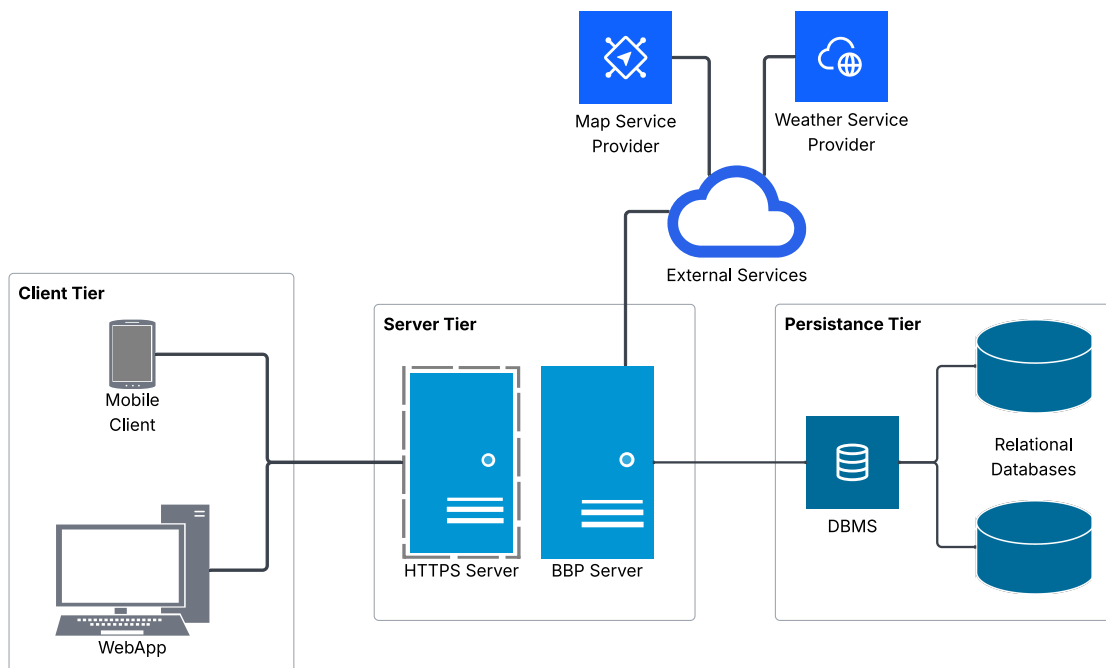 Map Service
Provider
Weather Service
Provider
External Services
Client Tier
Mobile
Client
WebApp
Server Tier
HTTPS Server
BBP Server
Persistance Tier
DBMS
Relational
Databases